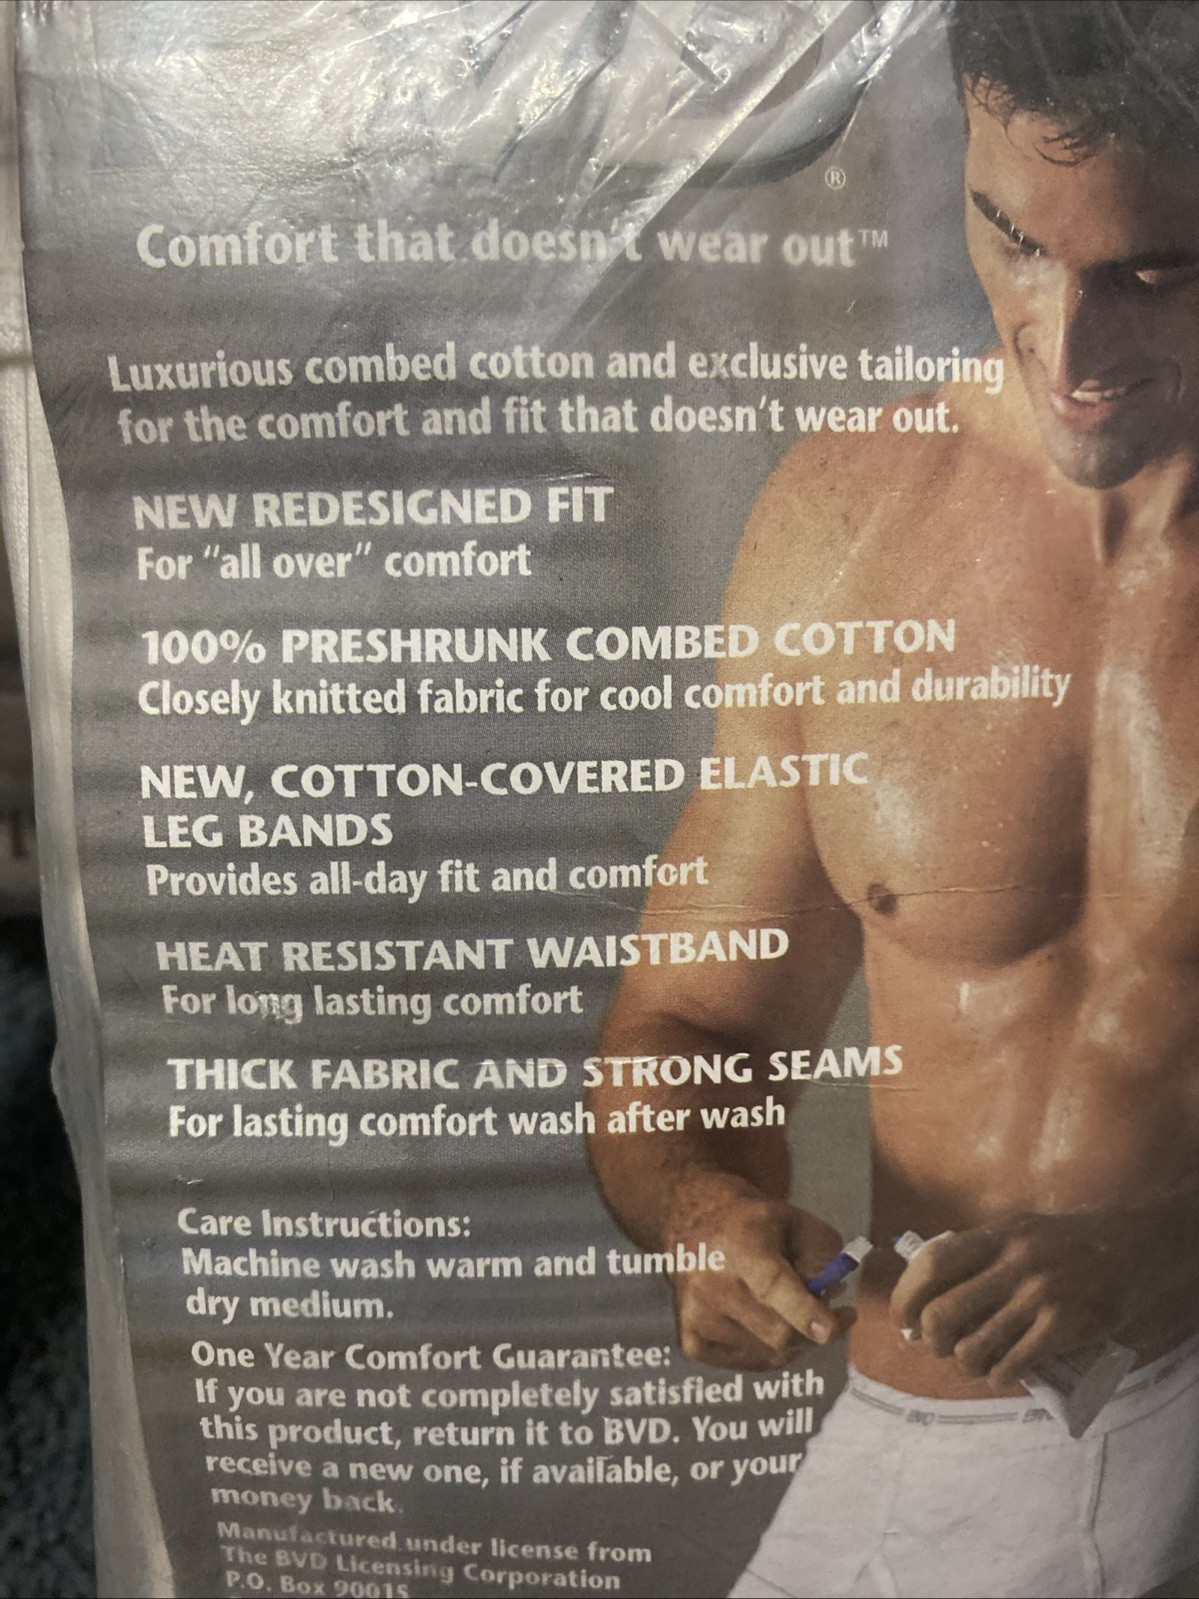 ®
Comfort that doesn't wear out™
Luxurious combed cotton and exclusive tailoring
for the comfort and fit that doesn't wear out.
NEW REDESIGNED FIT
For "all over" comfort
100% PRESHRUNK COMBED COTTON
Closely knitted fabric for cool comfort and durability
NEW, COTTON-COVERED ELASTIC
LEG BANDS
Provides all-day fit and comfort
HEAT RESISTANT WAISTBAND
For long lasting comfort
THICK FABRIC AND STRONG SEAMS
For lasting comfort wash after wash
Care Instructions:
Machine wash warm and tumble
dry medium.
One Year Comfort Guarantee:
If you are not completely satisfied with
this product, return it to BVD. You will
receive a new one, if available, or your
money back.
Manufactured under license from
The BVD Licensing Corporation
P.O. Box 90015